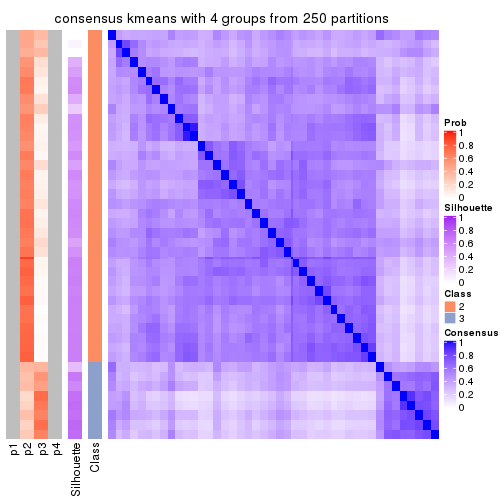 consensus kmeans with 4 groups from 250 partitions
Prob
1
0.8
0.6
0.4
0.2
0
Silhouette
1
0.8
0.6
0.4
0.2
0
Class
2
3
Consensus
1
0.8
0.6
0.4
0.2
0
p1
p2
p3
p4
Silhouette
Class